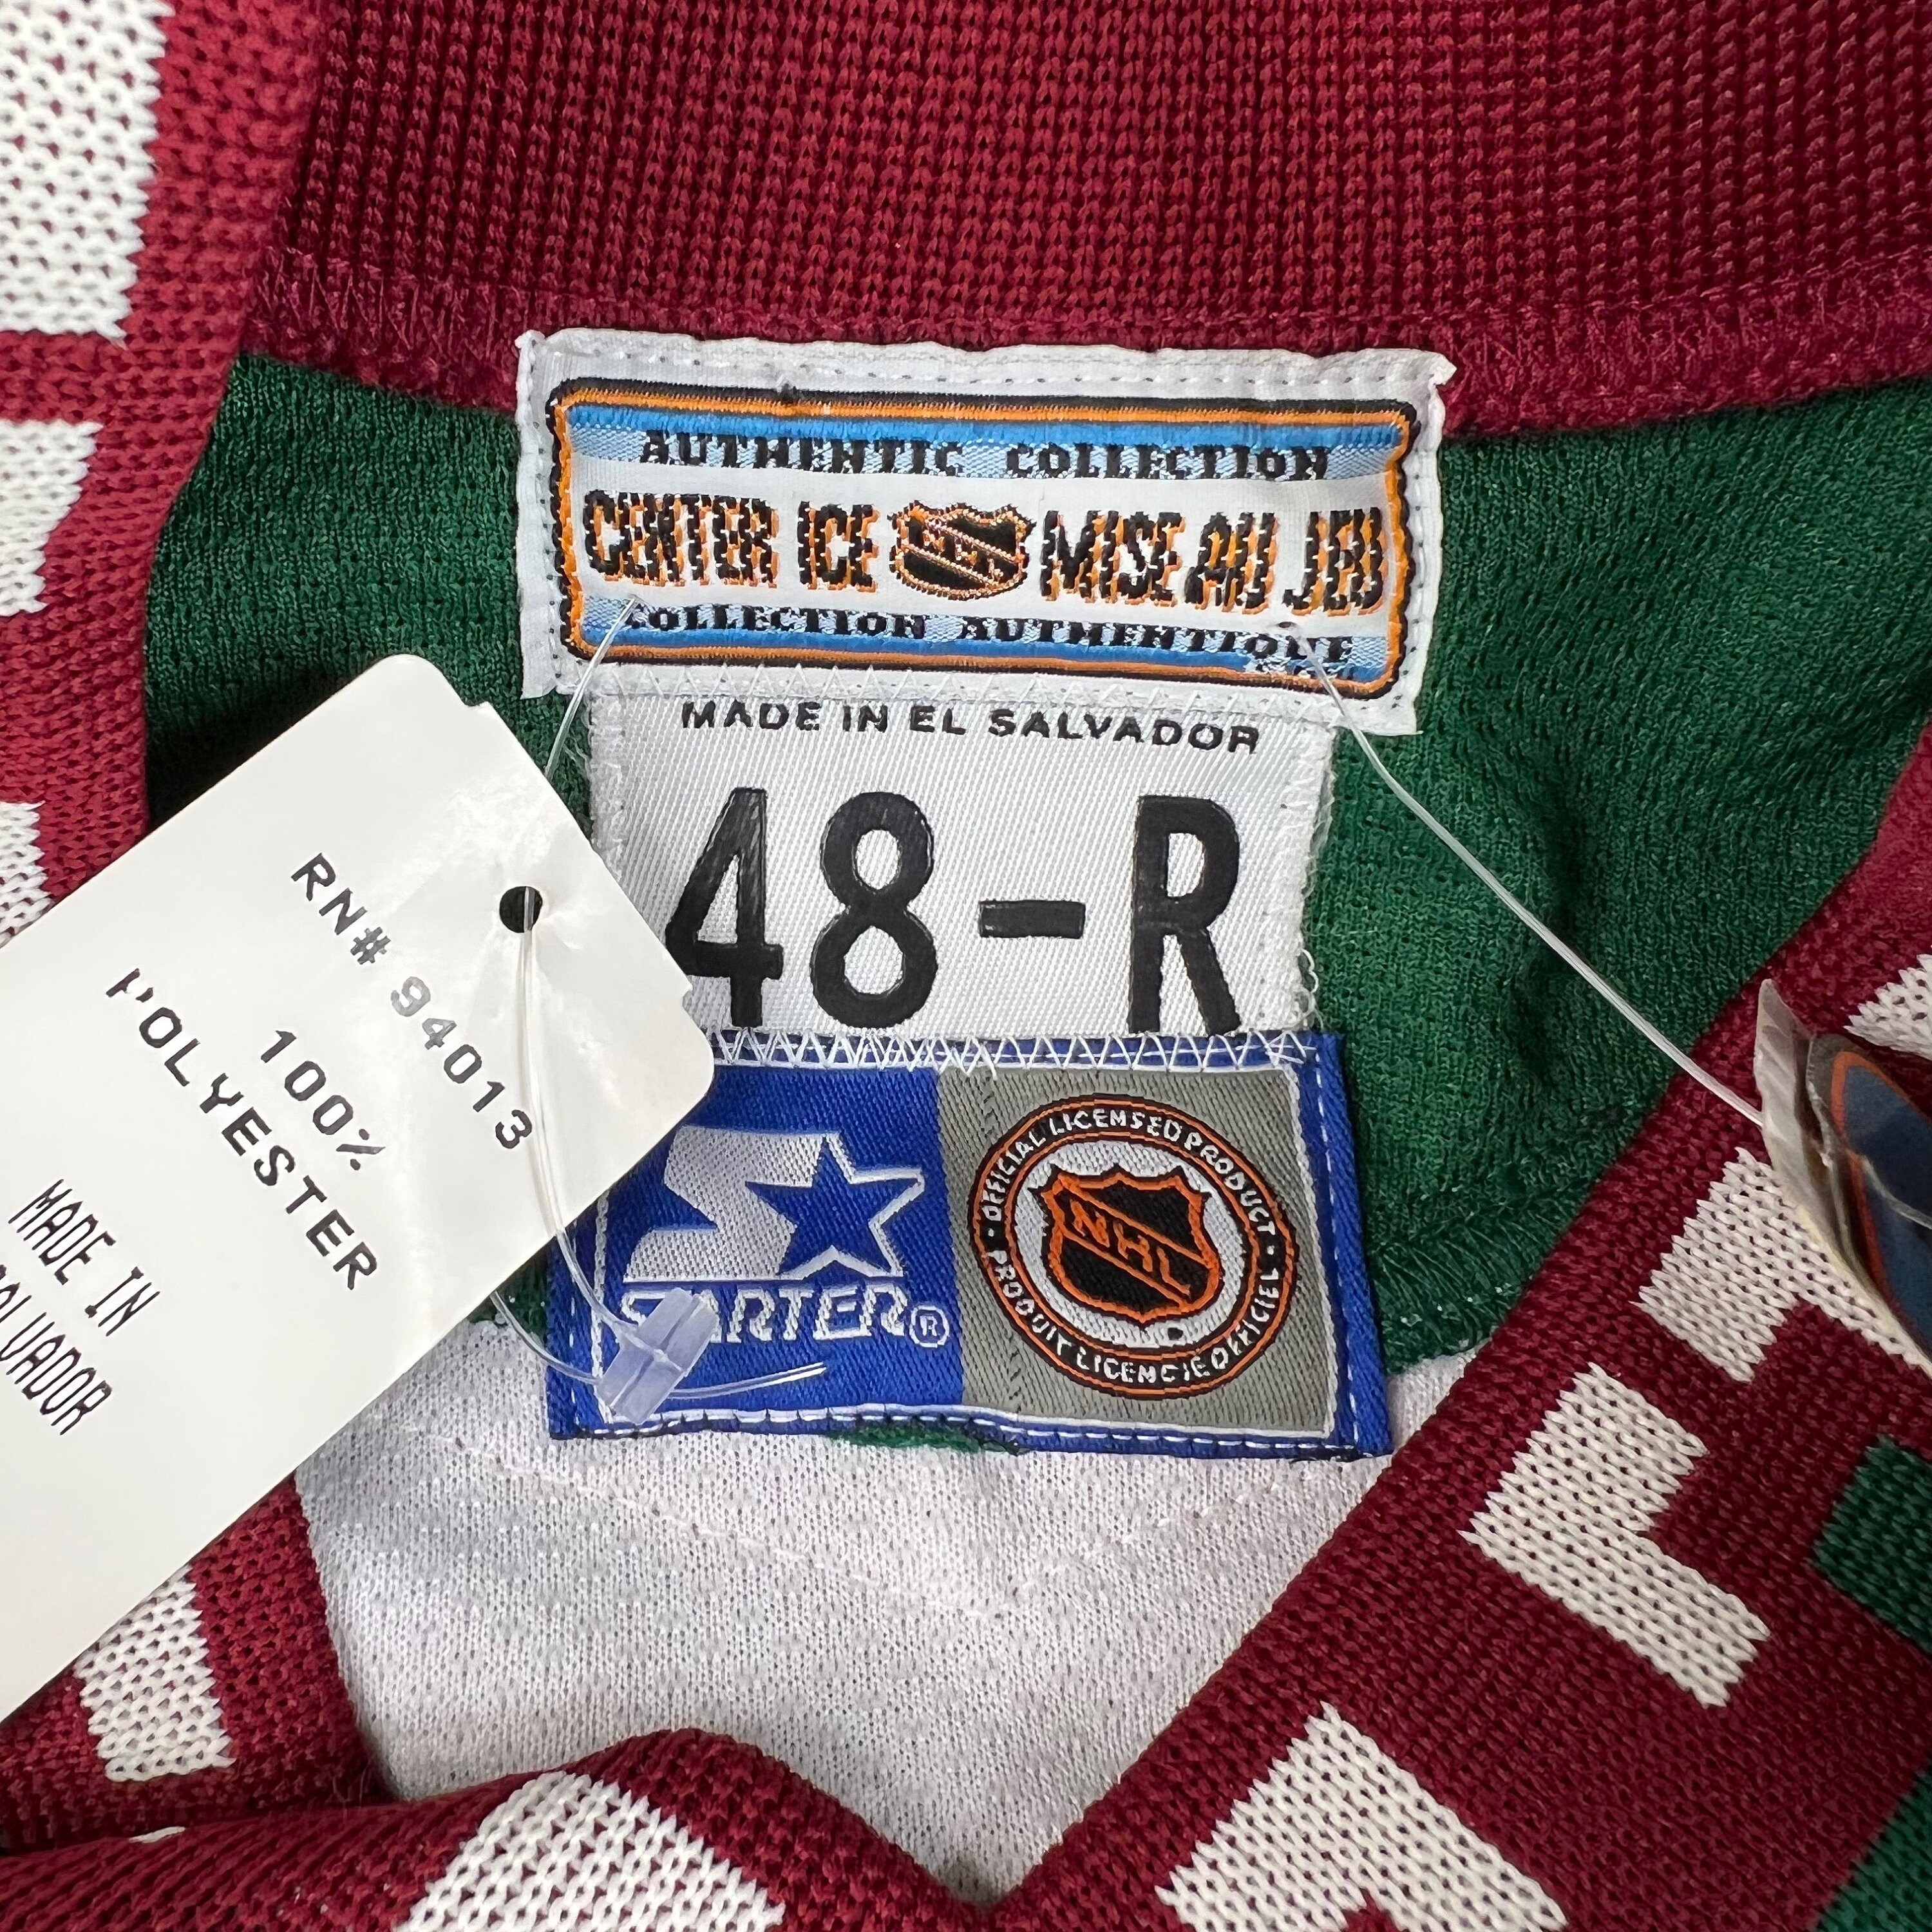 AUTHENTIC COLLECTION
CENTER ICE NHL MISE AU JEU
COLLECTION AUTHENTIQUE
MADE IN EL SALVADOR
48-R
STARTER®
OFFICIAL LICENSED PRODUCT
NHL
PRODUIT LICENCIE OFFICIEL
RN# 94013
100%
POLYESTER
MADE IN